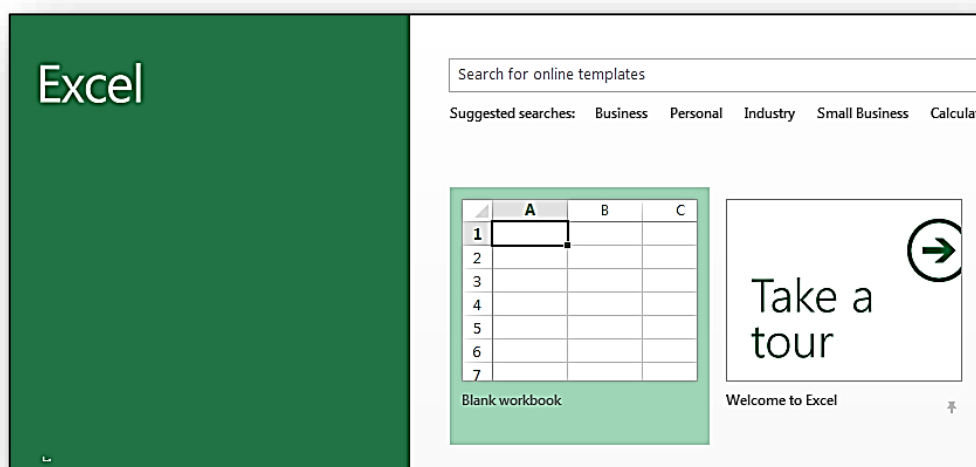 Excel
Search for online templates
Suggested searches: Business Personal Industry Small Business
A B C
1
2
3
4
5
6
7
Take a
tour
Blank workbook
Welcome to Excel